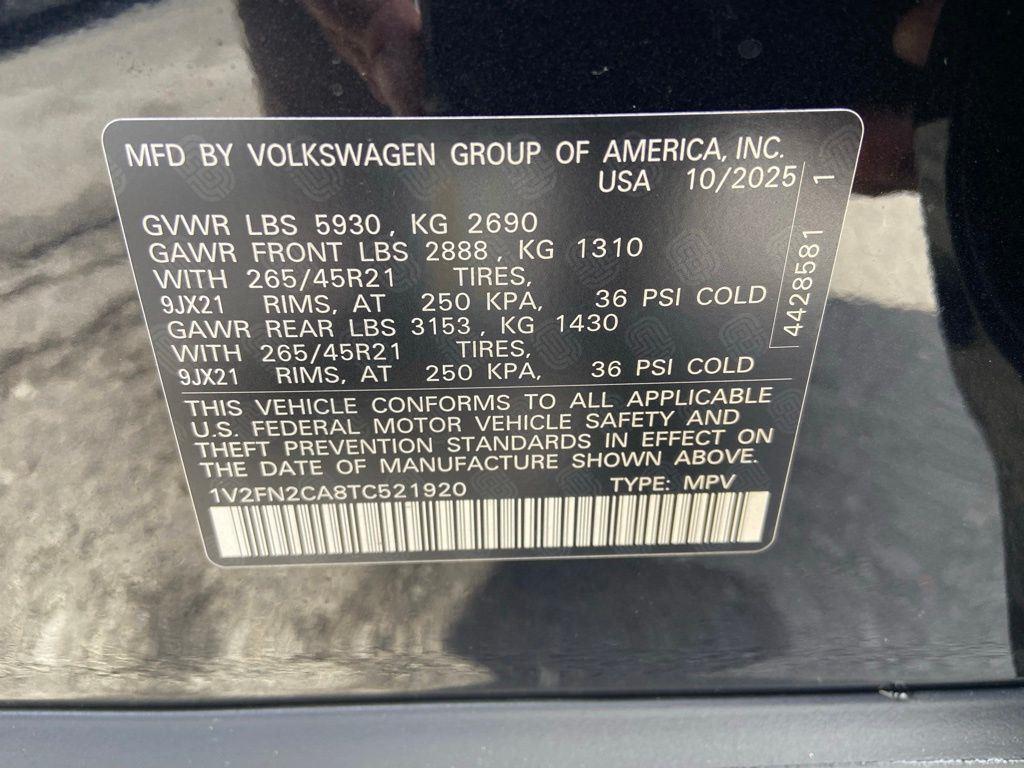 MFD BY VOLKSWAGEN GROUP OF AMERICA, INC.
USA 10/2025
GVWR LBS 5930, KG 2690
GAWR FRONT LBS 2888, KG 1310
WITH 265/45R21 TIRES,
9JX21 RIMS, AT 250 KPA, 36 PSI COLD
GAWR REAR LBS 3153, KG 1430
WITH 265/45R21 TIRES,
9JX21 RIMS, AT 250 KPA, 36 PSI COLD
4428581 1
THIS VEHICLE CONFORMS TO ALL APPLICABLE
U.S. FEDERAL MOTOR VEHICLE SAFETY AND
THEFT PREVENTION STANDARDS IN EFFECT ON
THE DATE OF MANUFACTURE SHOWN ABOVE.
1V2FN2CA8TC521920 TYPE: MPV